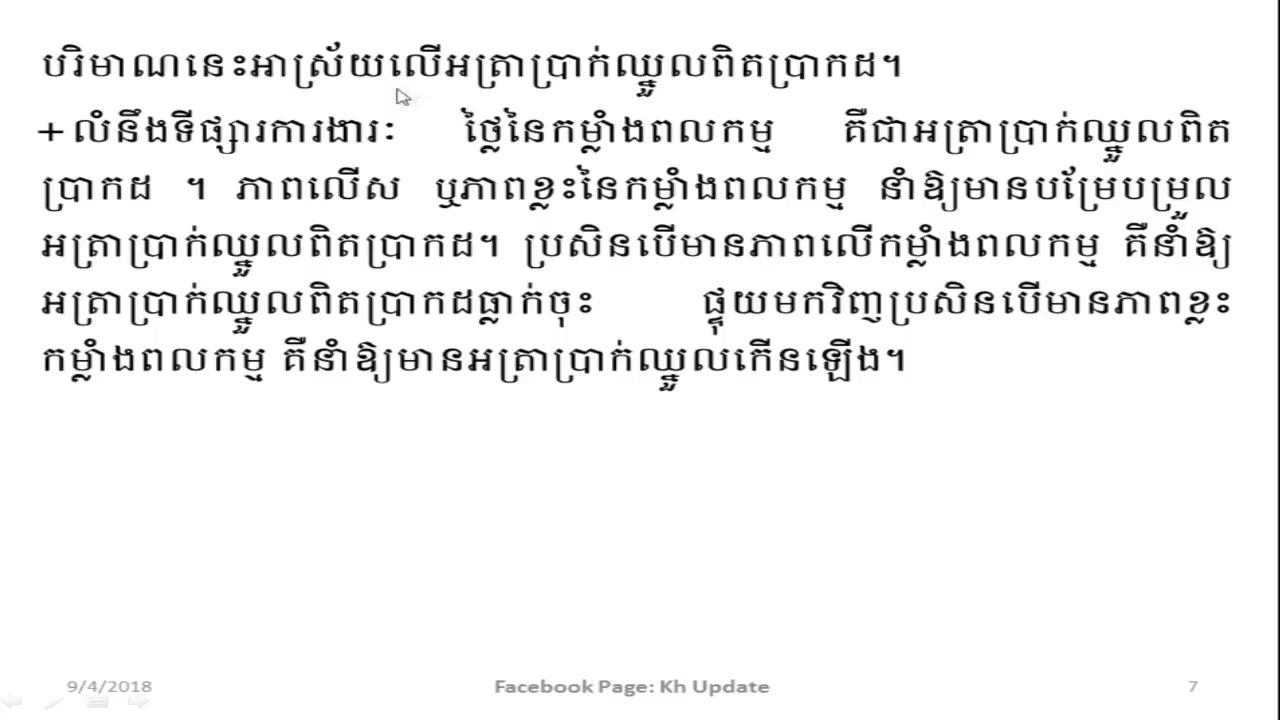 បរិមាណនេះអាស្រ័យលើអត្រាប្រាក់ឈ្នួលពិតប្រាកដ។
+លំនឹងទីផ្សារការងារៈ ថ្លៃនៃកម្លាំងពលកម្ម គឺជាអត្រាប្រាក់ឈ្នួលពិត
ប្រាកដ ។ ភាពលើស ឬភាពខ្លះនៃកម្លាំងពលកម្ម នាំឱ្យមានបម្រែបម្រួល
អត្រាប្រាក់ឈ្នួលពិតប្រាកដ។ ប្រសិនបើមានភាពលើកម្លាំងពលកម្ម គឺនាំឱ្យ
អត្រាប្រាក់ឈ្នួលពិតប្រាកដធ្លាក់ចុះ ផ្ទុយមកវិញប្រសិនបើមានភាពខ្លះ
កម្លាំងពលកម្ម គឺនាំឱ្យមានអត្រាប្រាក់ឈ្នួលកើនឡើង។
9/4/2018 Facebook Page: Kh Update 7